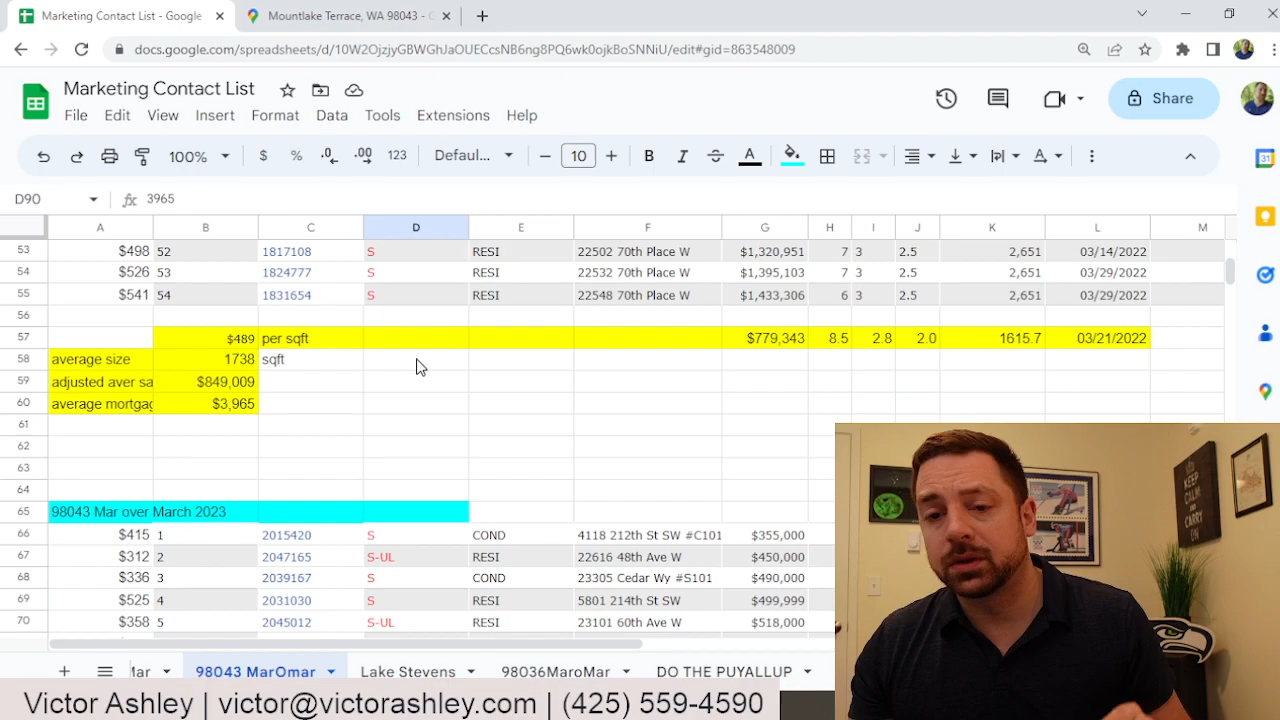 Marketing Contact List - Google
Mountlake Terrace, WA 98043 - G
docs.google.com/spreadsheets/d/10W2OjzjyGBWGhJaOUECcsNB6ng8PQ6wk0ojkBoSNNiU/edit#gid=863548009
Marketing Contact List
Share
File Edit View Insert Format Data Tools Extensions Help
100% $ % .0 .00 123 Defaul... 10 B I S A
D90 fx 3965
A B C D E F G H I J K L M
53 $498 52 1817108 S RESI 22502 70th Place W $1,320,951 7 3 2.5 2,651 03/14/2022
54 $526 53 1824777 S RESI 22532 70th Place W $1,395,103 7 3 2.5 2,651 03/29/2022
55 $541 54 1831654 S RESI 22548 70th Place W $1,433,306 6 3 2.5 2,651 03/29/2022
56
57 $489 per sqft $779,343 8.5 2.8 2.0 1615.7 03/21/2022
58 average size 1738 sqft
59 adjusted aver sa $849,009
60 average mortgag $3,965
61
62
63
64
65 98043 Mar over March 2023
66 $415 1 2015420 S COND 4118 212th St SW #C101 $355,000
67 $312 2 2047165 S-UL RESI 22616 48th Ave W $450,000
68 $336 3 2039167 S COND 23305 Cedar Wy #S101 $490,000
69 $525 4 2031030 S RESI 5801 214th St SW $499,999
70 $358 5 2045012 S-UL RESI 23101 60th Ave W $518,000
Mar 98043 MarOmar Lake Stevens 98036MaroMar DO THE PUYALLUP
KEEP
CALM
AND
CARRY
Victor Ashley | victor@victorashley.com | (425) 559-4590